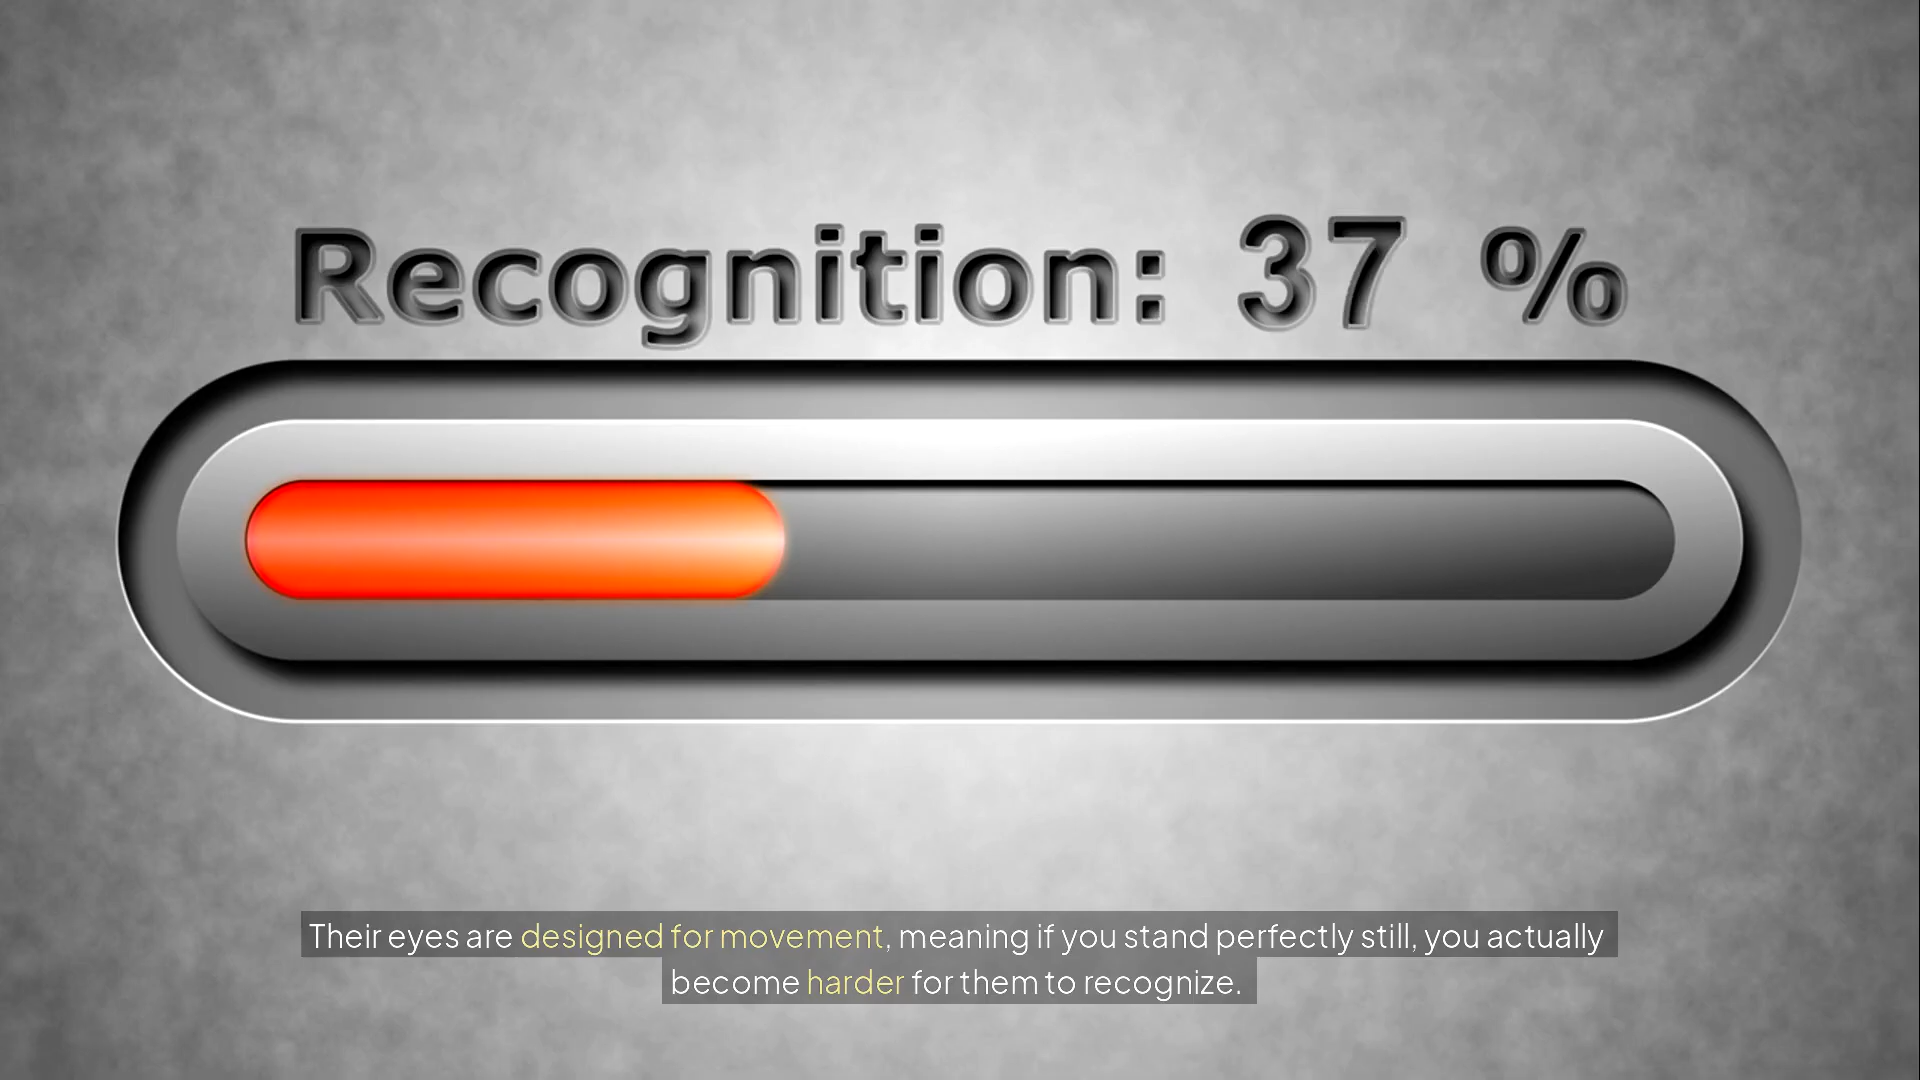 Recognition: 37 %
Their eyes are designed for movement, meaning if you stand perfectly still, you actually
become harder for them to recognize.